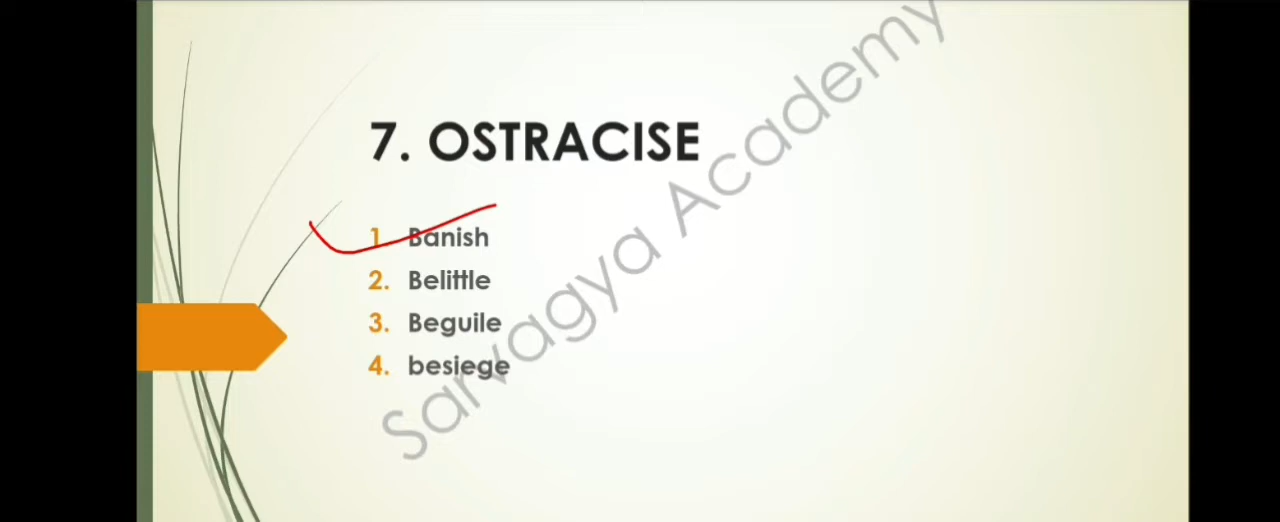 7. OSTRACISE
1. Banish
2. Belittle
3. Beguile
4. besiege
Sarvagya Academy